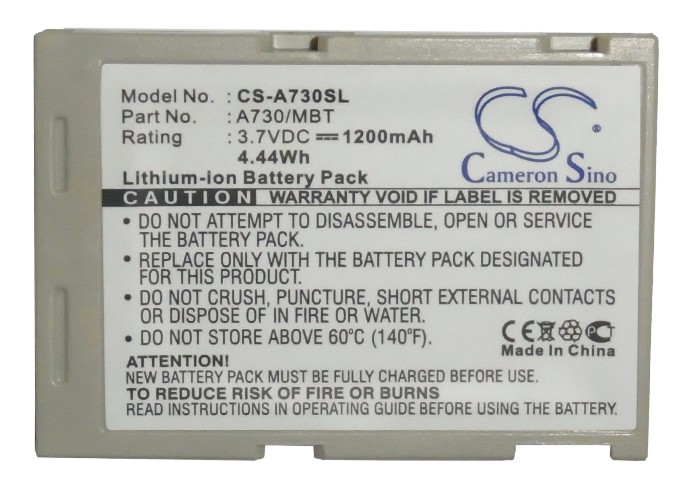 Model No. : CS-A730SL
Part No. : A730/MBT
Rating : 3.7VDC ⎓ 1200mAh
4.44Wh
Lithium-ion Battery Pack
CS
Cameron Sino
CAUTION WARRANTY VOID IF LABEL IS REMOVED
• DO NOT ATTEMPT TO DISASSEMBLE, OPEN OR SERVICE
THE BATTERY PACK.
• REPLACE ONLY WITH THE BATTERY PACK DESIGNATED
FOR THIS PRODUCT.
• DO NOT CRUSH, PUNCTURE, SHORT EXTERNAL CONTACTS
OR DISPOSE OF IN FIRE OR WATER.
• DO NOT STORE ABOVE 60°C (140°F).
CE
Made In China
ATTENTION!
NEW BATTERY PACK MUST BE FULLY CHARGED BEFORE USE
TO REDUCE RISK OF FIRE OR BURNS
READ INSTRUCTIONS IN OPERATING GUIDE BEFORE USING BATTERY.